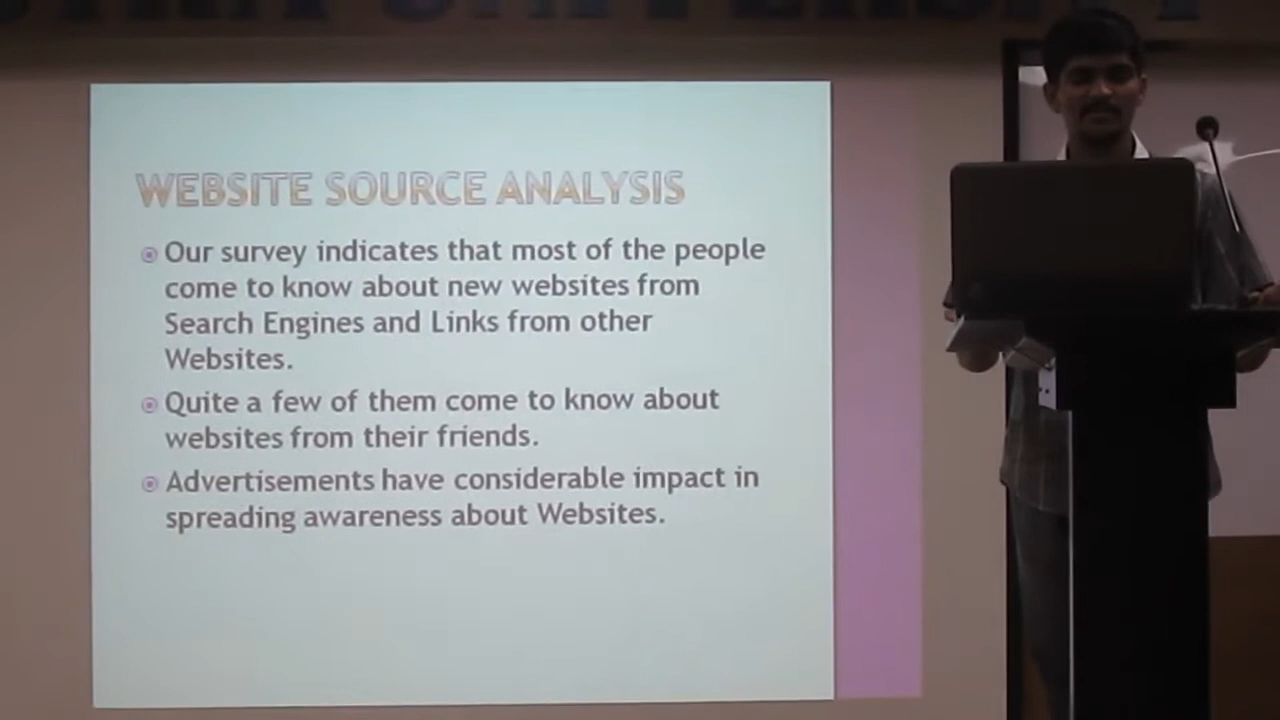 UNIVERSITY
WEBSITE SOURCE ANALYSIS
Our survey indicates that most of the people
come to know about new websites from
Search Engines and Links from other
Websites.
Quite a few of them come to know about
websites from their friends.
Advertisements have considerable impact in
spreading awareness about Websites.